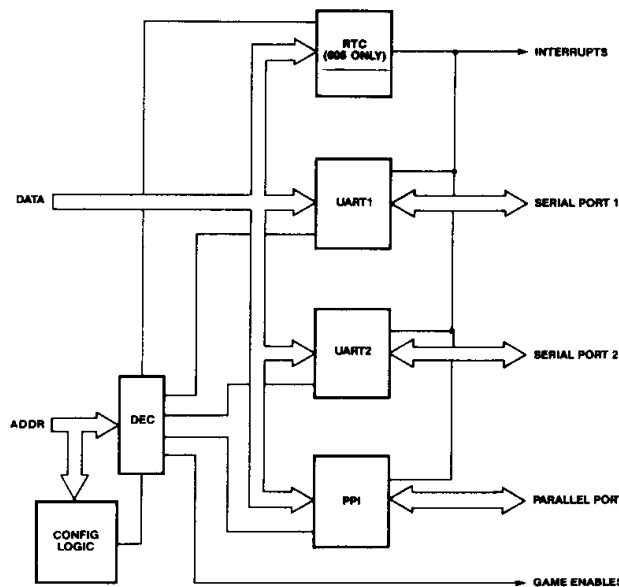 RTC
(606 ONLY)
INTERRUPTS
DATA
UART1
SERIAL PORT 1
UART2
SERIAL PORT 2
ADDR
DEC
PPI
PARALLEL PORT
CONFIG
LOGIC
GAME ENABLES